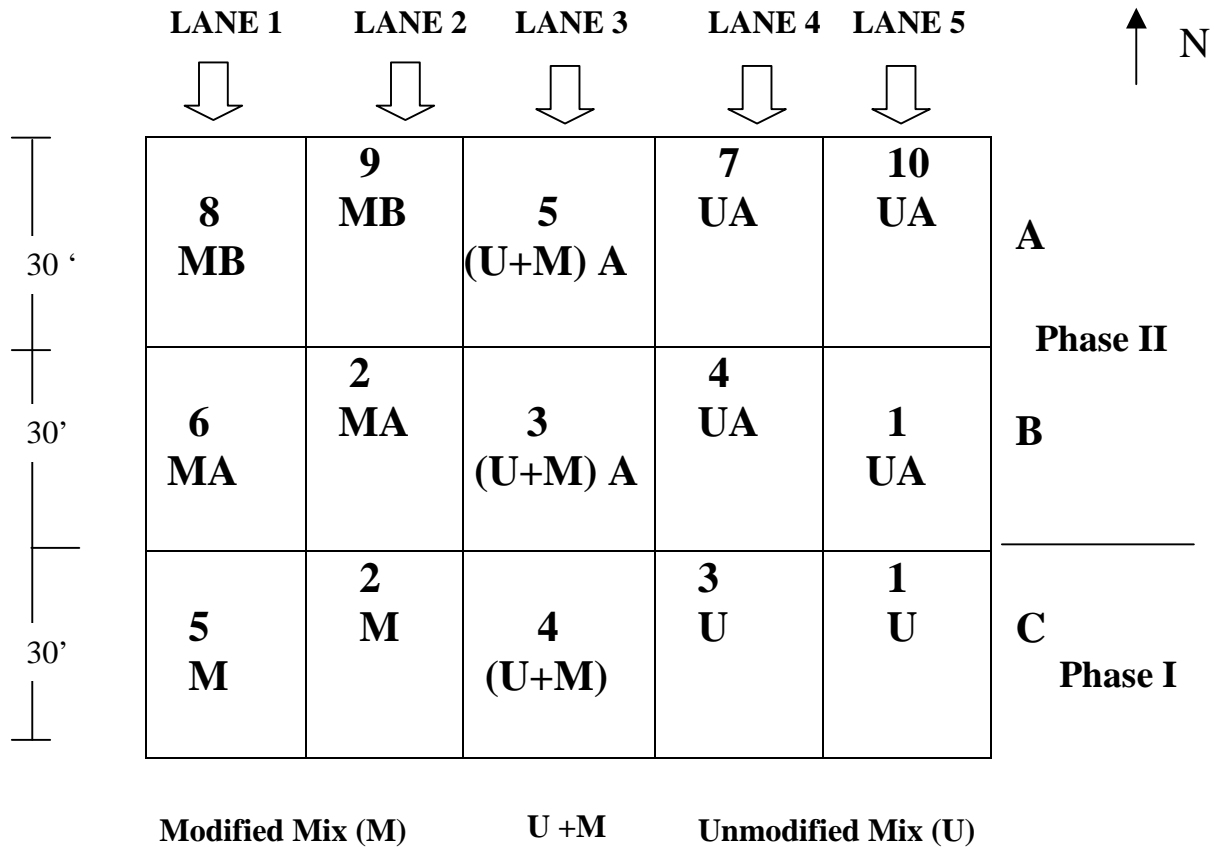 LANE 1 LANE 2 LANE 3 LANE 4 LANE 5
N
9 7 10
8 MB 5 UA UA
MB (U+M) A
A
30 ‘
Phase II
2 4
6 MA 3 UA 1
MA (U+M) A UA
B
30’
2 3 1
5 M 4 U U
M (U+M)
C
30’
Phase I
Modified Mix (M) U +M Unmodified Mix (U)